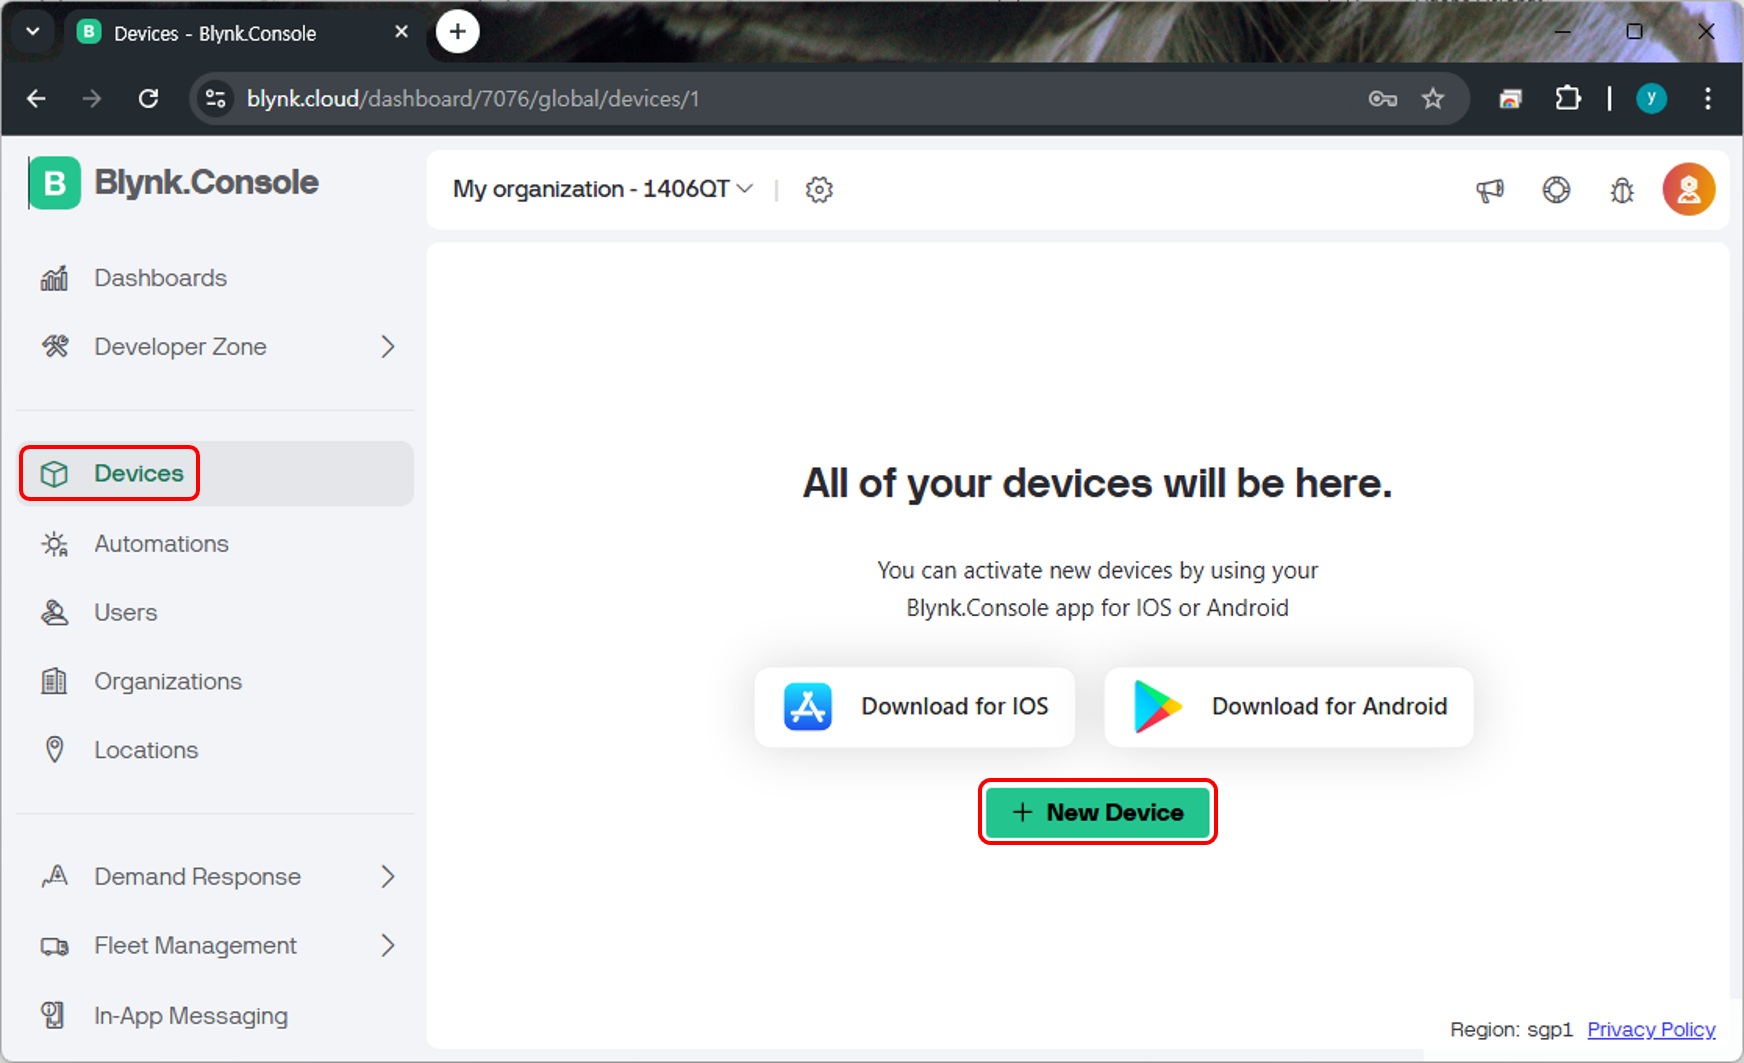 Devices - Blynk.Console
blynk.cloud/dashboard/7076/global/devices/1
y
B
Blynk.Console
My organization - 1406QT
Dashboards
Developer Zone
Devices
Automations
Users
Organizations
Locations
Demand Response
Fleet Management
In-App Messaging
All of your devices will be here.
You can activate new devices by using your
Blynk.Console app for IOS or Android
Download for IOS
Download for Android
+ New Device
Region: sgp1 Privacy Policy